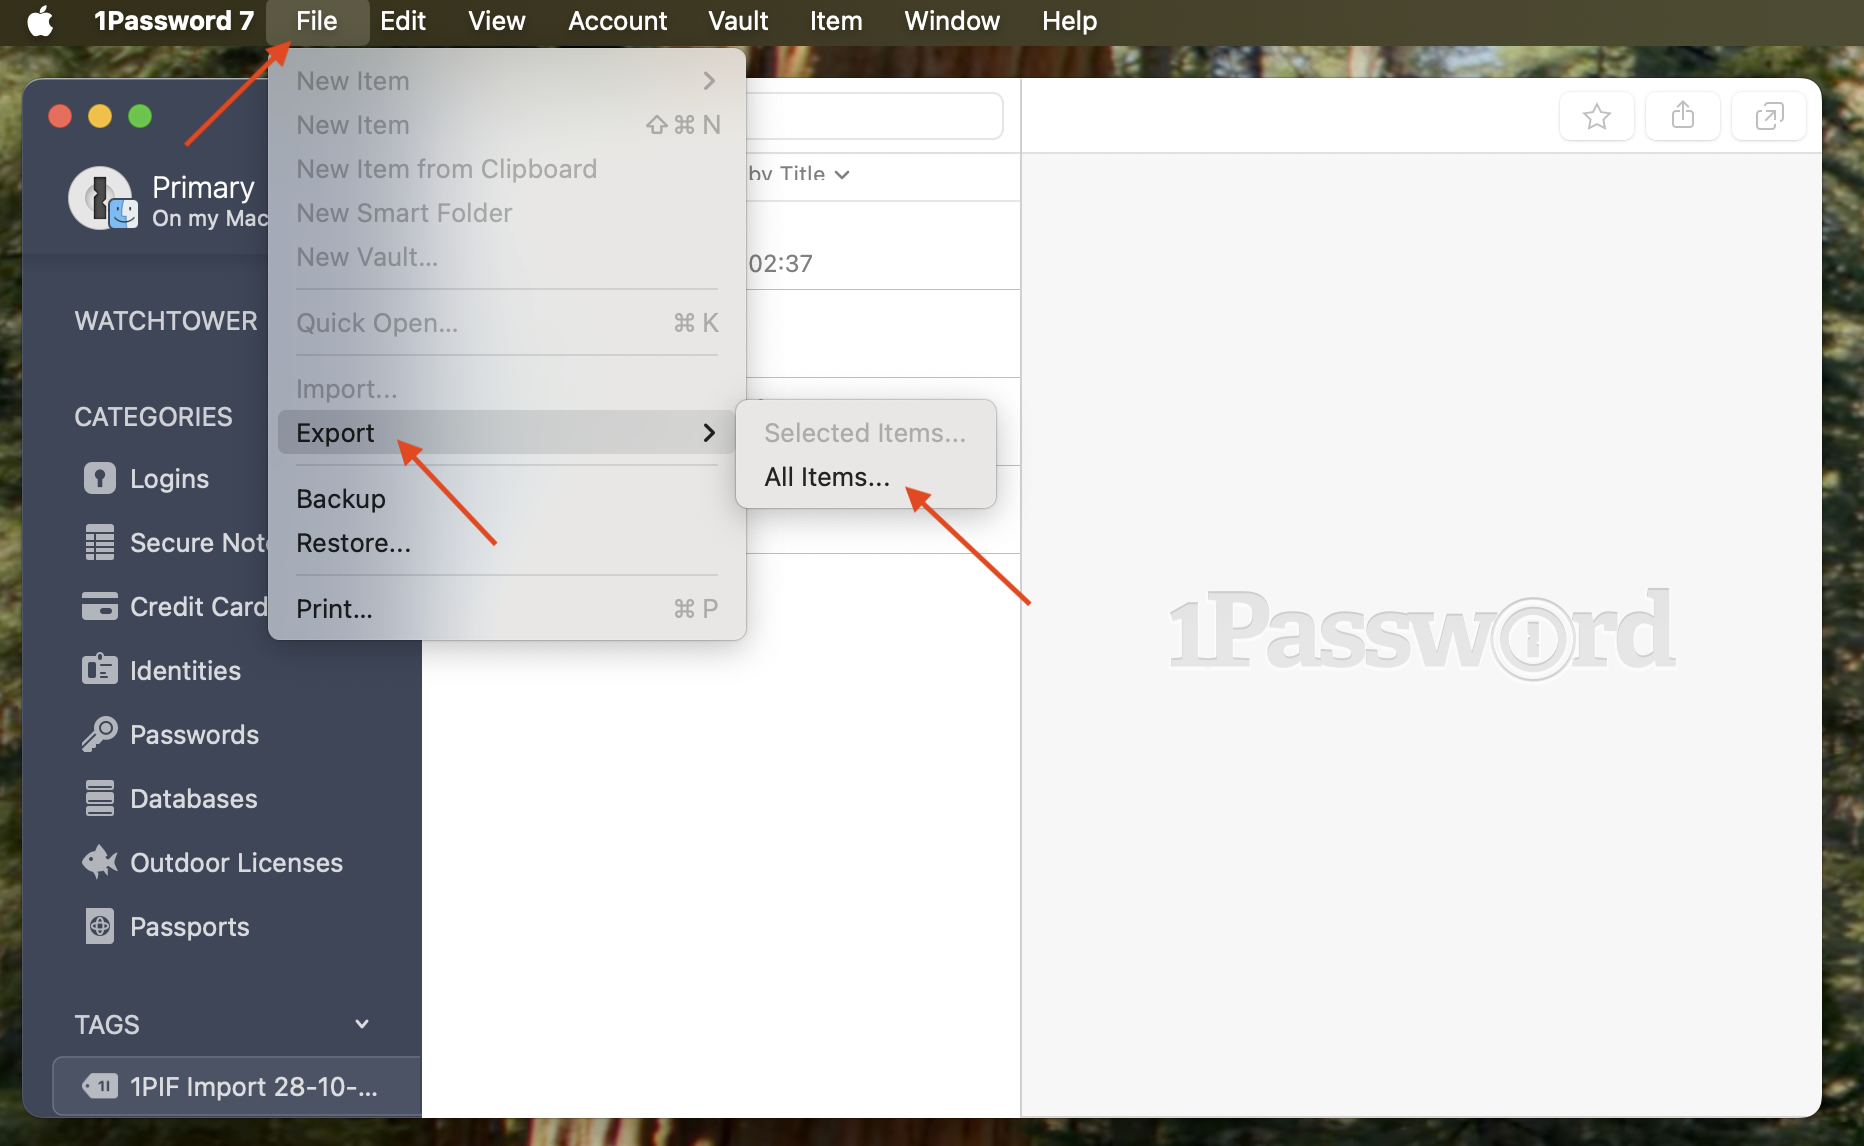 1Password 7 File Edit View Account Vault Item Window Help
New Item
New Item ⇧⌘N
New Item from Clipboard
New Smart Folder
New Vault...
Quick Open... ⌘K
Import...
Export
Backup
Restore...
Print... ⌘P
Selected Items...
All Items...
Primary
On my Mac
WATCHTOWER
CATEGORIES
Logins
Secure Note
Credit Card
Identities
Passwords
Databases
Outdoor Licenses
Passports
TAGS
1PIF Import 28-10-...
by Title
02:37
1Password